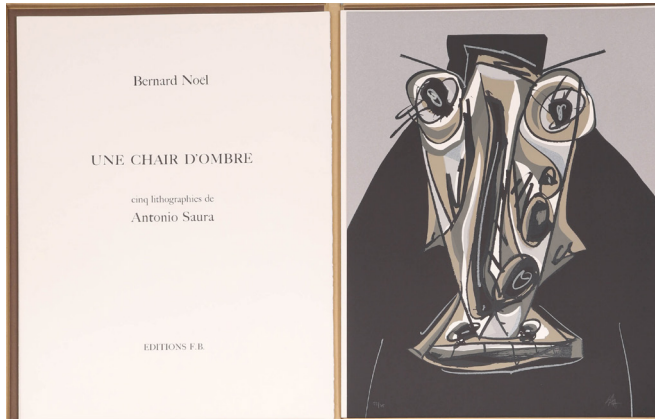 Bernard Noel
UNE CHAIR D'OMBRE
cinq lithographies de
Antonio Saura
EDITIONS F.B.